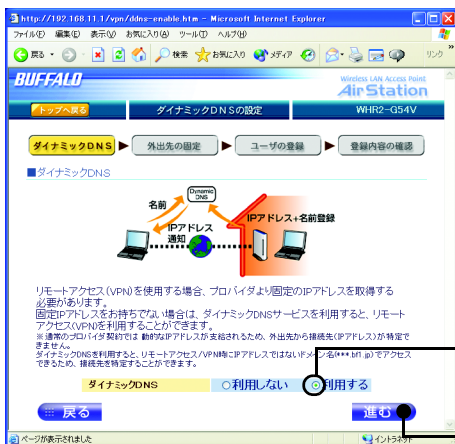 http://192.168.11.1/vpn/ddns-enable.htm - Microsoft Internet Explorer
ファイル(F) 編集(E) 表示(V) お気に入り(A) ツール(T) ヘルプ(H)
戻る 検索 お気に入り メディア リンク »
BUFFALO
Wireless LAN Access Point
AirStation
トップへ戻る ダイナミックDNSの設定 WHR2-G54V
ダイナミックDNS ▶ 外出先の固定 ▶ ユーザの登録 ▶ 登録内容の確認
■ダイナミックDNS
Dynamic DNS
名前
IPアドレス+名前登録
IPアドレス
通知
リモートアクセス(VPN)を使用する場合、プロバイダより固定のIPアドレスを取得する
必要があります。
固定IPアドレスをお持ちでない場合は、ダイナミックDNSサービスを利用すると、リモート
アクセス(VPN)を利用することができます。
※通常のプロバイダ契約では 動的なIPアドレスが支給されるため、外出先から接続先(IPアドレス)が特定で
きません。
ダイナミックDNSを利用すると、リモートアクセス/VPN時にIPアドレスではないドメイン名(***.bf1.jp)でアクセス
できるため、接続先を特定することができます。
ダイナミックDNS ○利用しない ◎利用する
戻る 進む
ページが表示されました イントラネット